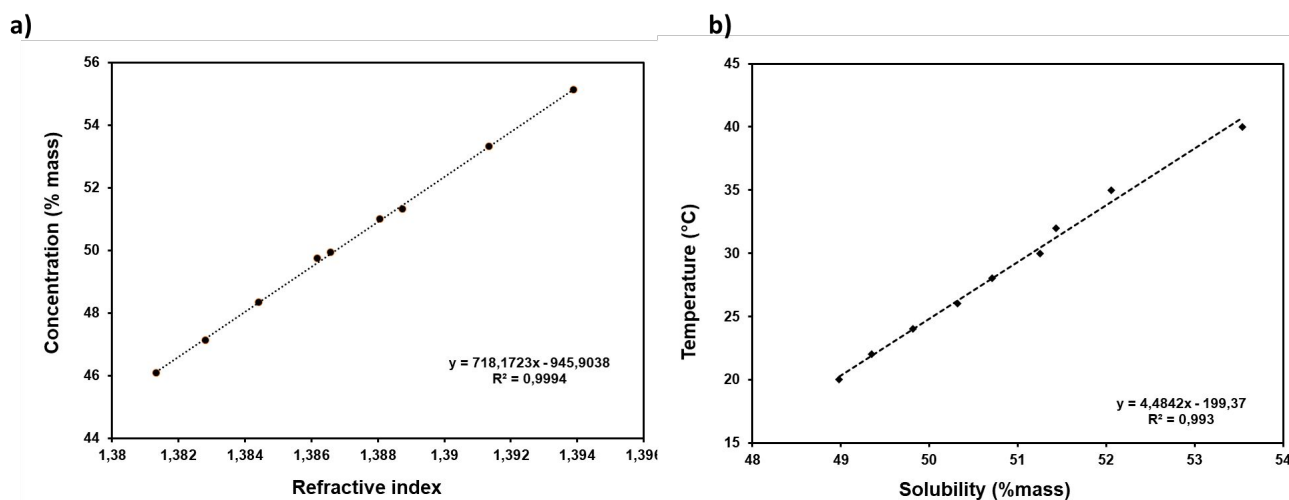 a)
56
54
52
50
48
46
44
Concentration (% mass)
y = 718,1723x - 945,9038
R² = 0,9994
1,38 1,382 1,384 1,386 1,388 1,39 1,392 1,394 1,396
Refractive index
b)
45
40
35
30
25
20
15
Temperature (°C)
y = 4,4842x - 199,37
R² = 0,993
48 49 50 51 52 53 54
Solubility (%mass)